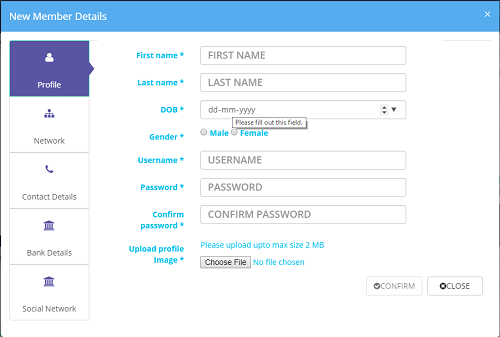 New Member Details ×
Profile
Network
Contact Details
Bank Details
Social Network
First name * FIRST NAME
Last name * LAST NAME
DOB * dd-mm-yyyy
Please fill out this field.
Gender * Male Female
Username * USERNAME
Password * PASSWORD
Confirm CONFIRM PASSWORD
password *
Upload profile Please upload upto max size 2 MB
Image * Choose File No file chosen
CONFIRM CLOSE